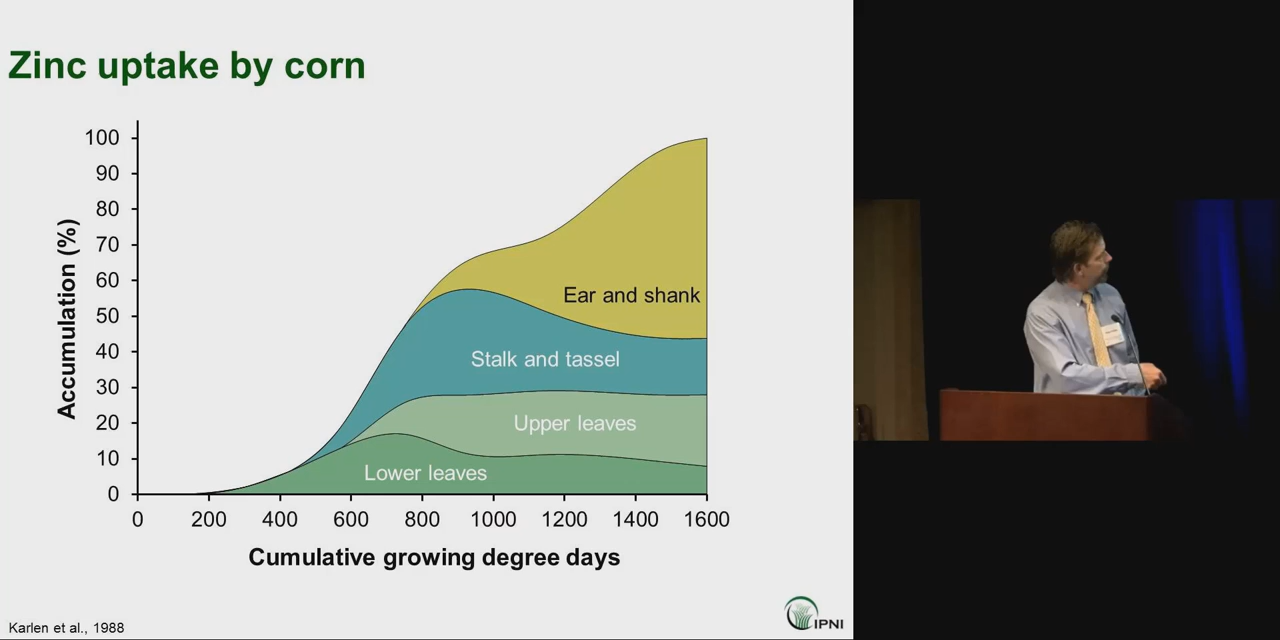 Zinc uptake by corn
Accumulation (%)
100
90
80
70
60
50
40
30
20
10
0
Ear and shank
Stalk and tassel
Upper leaves
Lower leaves
0 200 400 600 800 1000 1200 1400 1600
Cumulative growing degree days
Karlen et al., 1988
IPNI